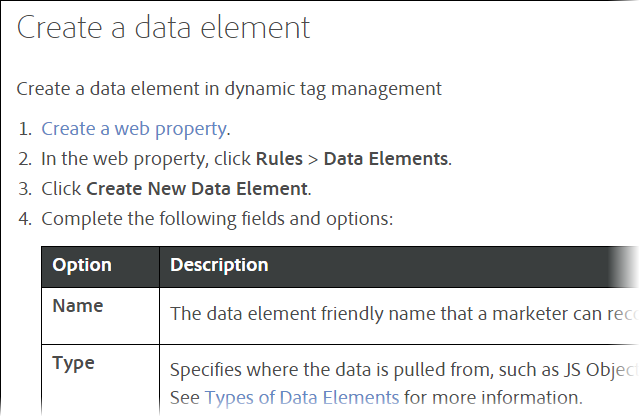 Create a data element
Create a data element in dynamic tag management
1. Create a web property.
2. In the web property, click Rules > Data Elements.
3. Click Create New Data Element.
4. Complete the following fields and options:
Option Description
Name The data element friendly name that a marketer can
Type Specifies where the data is pulled from, such as JS
See Types of Data Elements for more information.